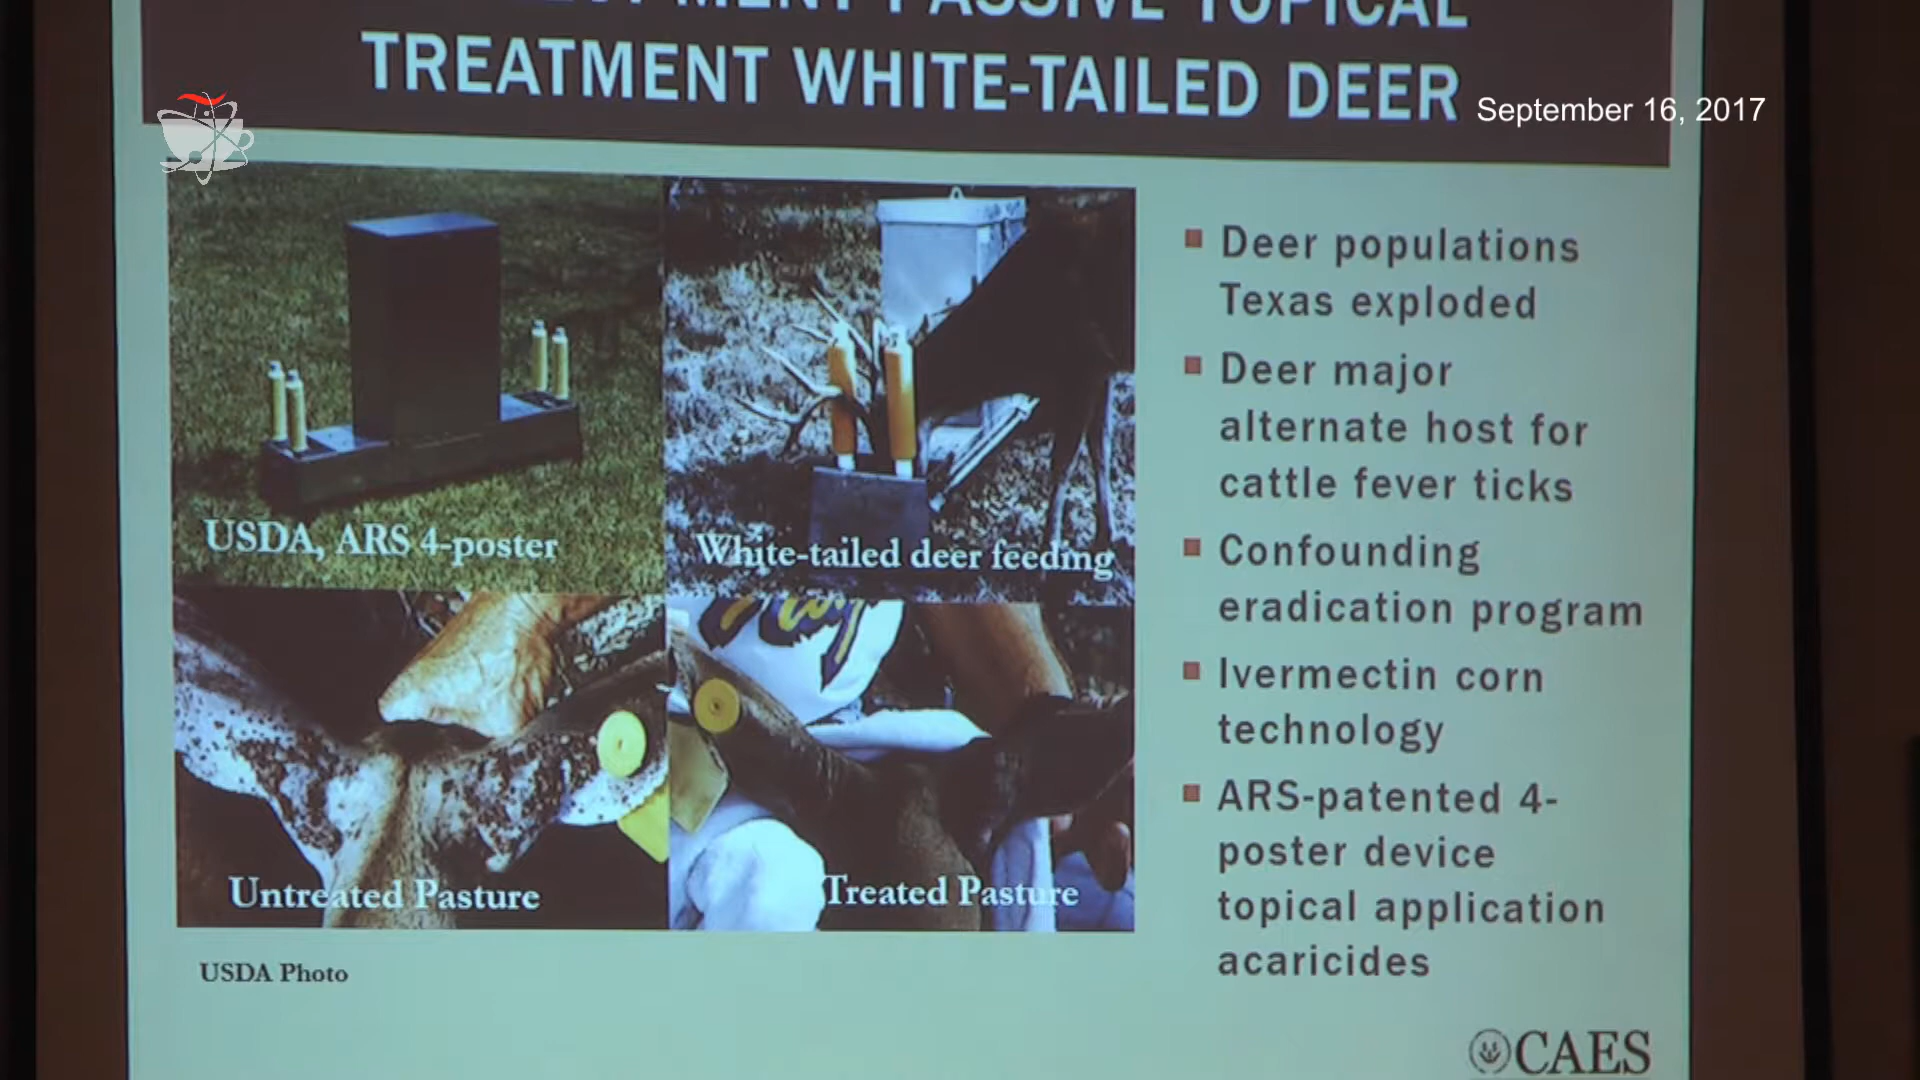 PASSIVE TOPICAL
TREATMENT WHITE-TAILED DEER
September 16, 2017
Deer populations
Texas exploded
Deer major
alternate host for
cattle fever ticks
Confounding
eradication program
Ivermectin corn
technology
ARS-patented 4-
poster device
topical application
acaricides
USDA, ARS 4-poster
White-tailed deer feeding
Untreated Pasture
Treated Pasture
USDA Photo
CAES